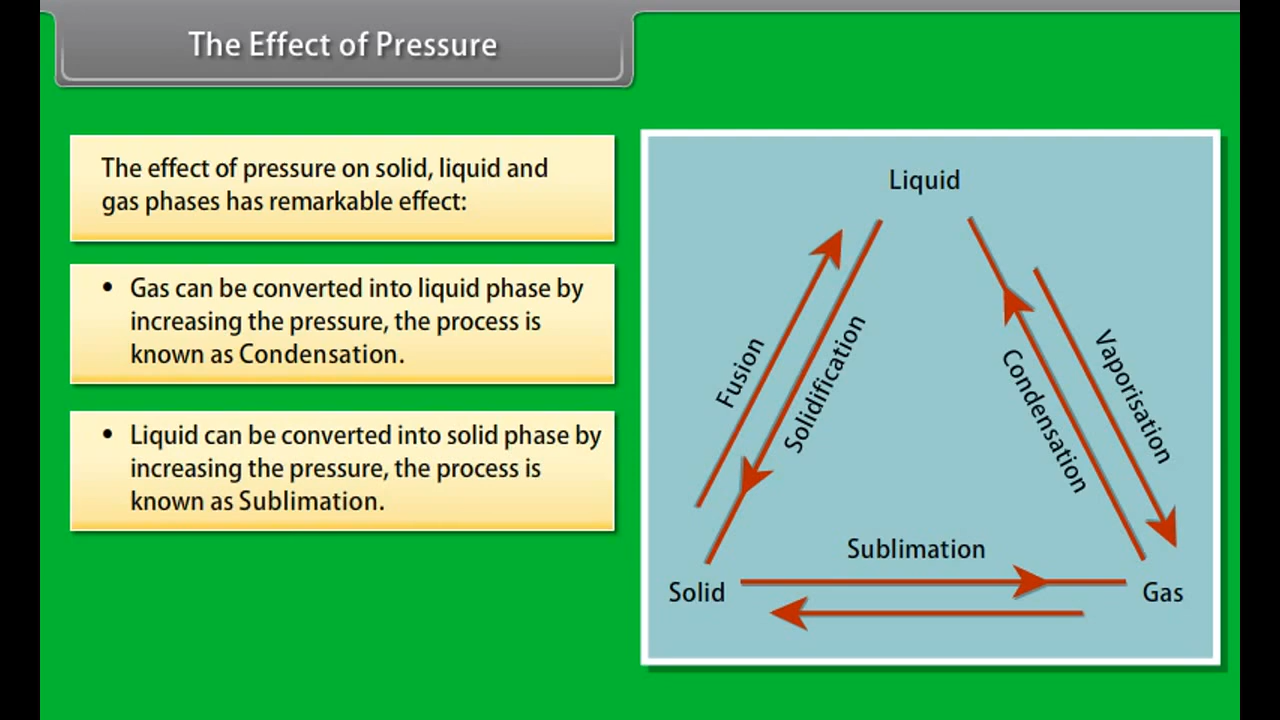 The Effect of Pressure
The effect of pressure on solid, liquid and
gas phases has remarkable effect:
• Gas can be converted into liquid phase by
increasing the pressure, the process is
known as Condensation.
• Liquid can be converted into solid phase by
increasing the pressure, the process is
known as Sublimation.
Liquid
Fusion
Solidification
Condensation
Vaporisation
Sublimation
Solid
Gas